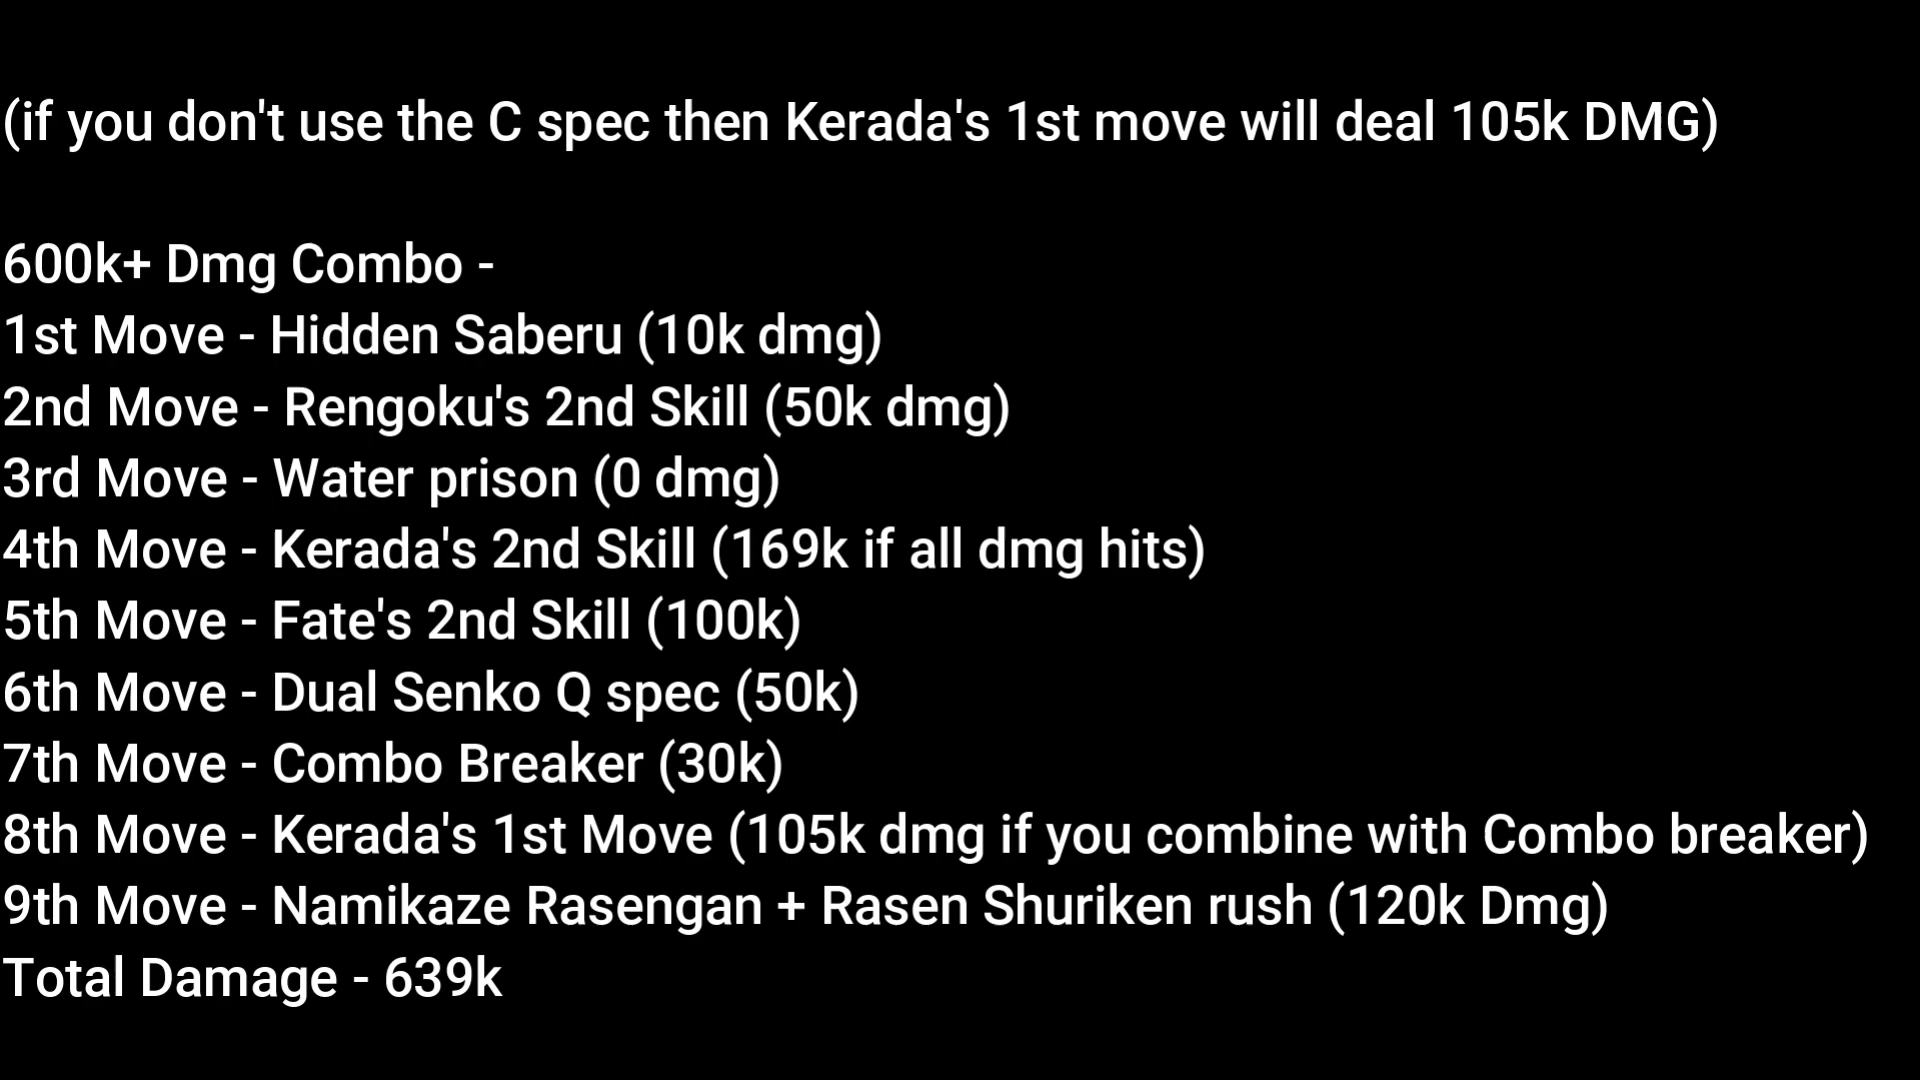 (if you don't use the C spec then Kerada's 1st move will deal 105k DMG)
600k+ Dmg Combo -
1st Move - Hidden Saberu (10k dmg)
2nd Move - Rengoku's 2nd Skill (50k dmg)
3rd Move - Water prison (0 dmg)
4th Move - Kerada's 2nd Skill (169k if all dmg hits)
5th Move - Fate's 2nd Skill (100k)
6th Move - Dual Senko Q spec (50k)
7th Move - Combo Breaker (30k)
8th Move - Kerada's 1st Move (105k dmg if you combine with Combo breaker)
9th Move - Namikaze Rasengan + Rasen Shuriken rush (120k Dmg)
Total Damage - 639k